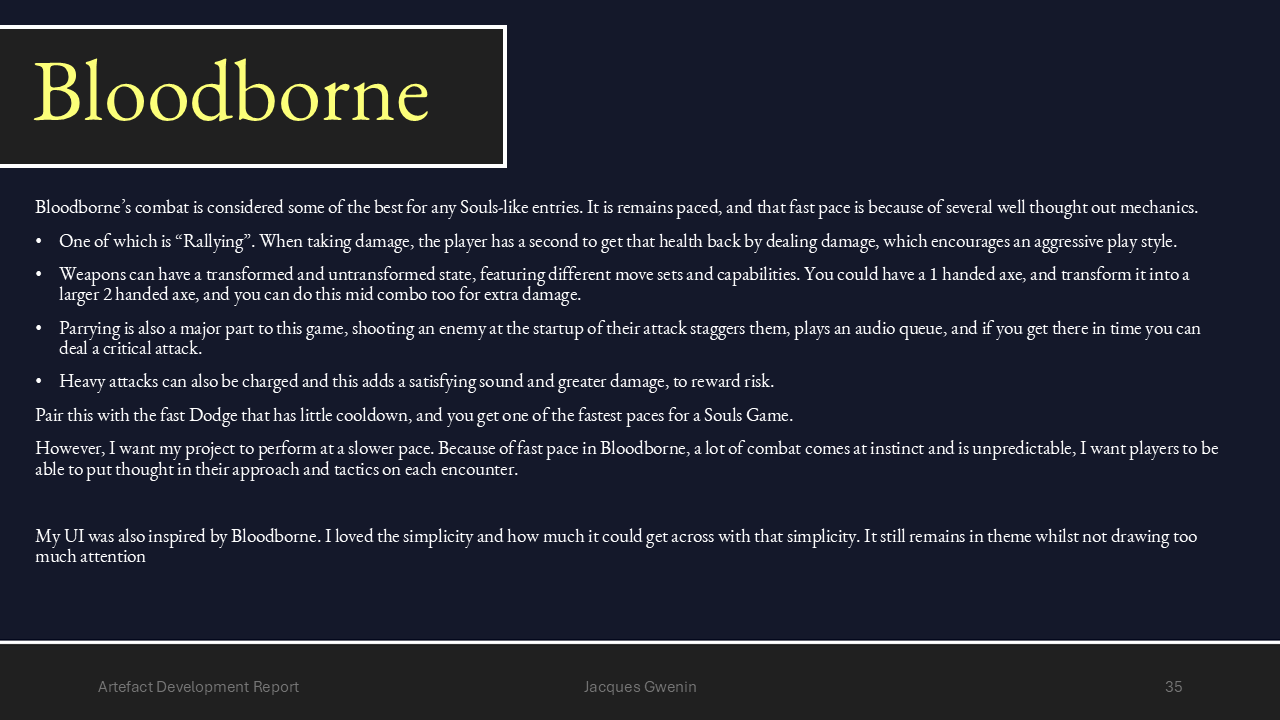 Bloodborne
Bloodborne’s combat is considered some of the best for any Souls-like entries. It is remains paced, and that fast pace is because of several well thought out mechanics.
• One of which is “Rallying”. When taking damage, the player has a second to get that health back by dealing damage, which encourages an aggressive play style.
• Weapons can have a transformed and untransformed state, featuring different move sets and capabilities. You could have a 1 handed axe, and transform it into a
larger 2 handed axe, and you can do this mid combo too for extra damage.
• Parrying is also a major part to this game, shooting an enemy at the startup of their attack staggers them, plays an audio queue, and if you get there in time you can
deal a critical attack.
• Heavy attacks can also be charged and this adds a satisfying sound and greater damage, to reward risk.
Pair this with the fast Dodge that has little cooldown, and you get one of the fastest paces for a Souls Game.
However, I want my project to perform at a slower pace. Because of fast pace in Bloodborne, a lot of combat comes at instinct and is unpredictable, I want players to be
able to put thought in their approach and tactics on each encounter.
My UI was also inspired by Bloodborne. I loved the simplicity and how much it could get across with that simplicity. It still remains in theme whilst not drawing too
much attention
Artefact Development Report
Jacques Gwenin
35